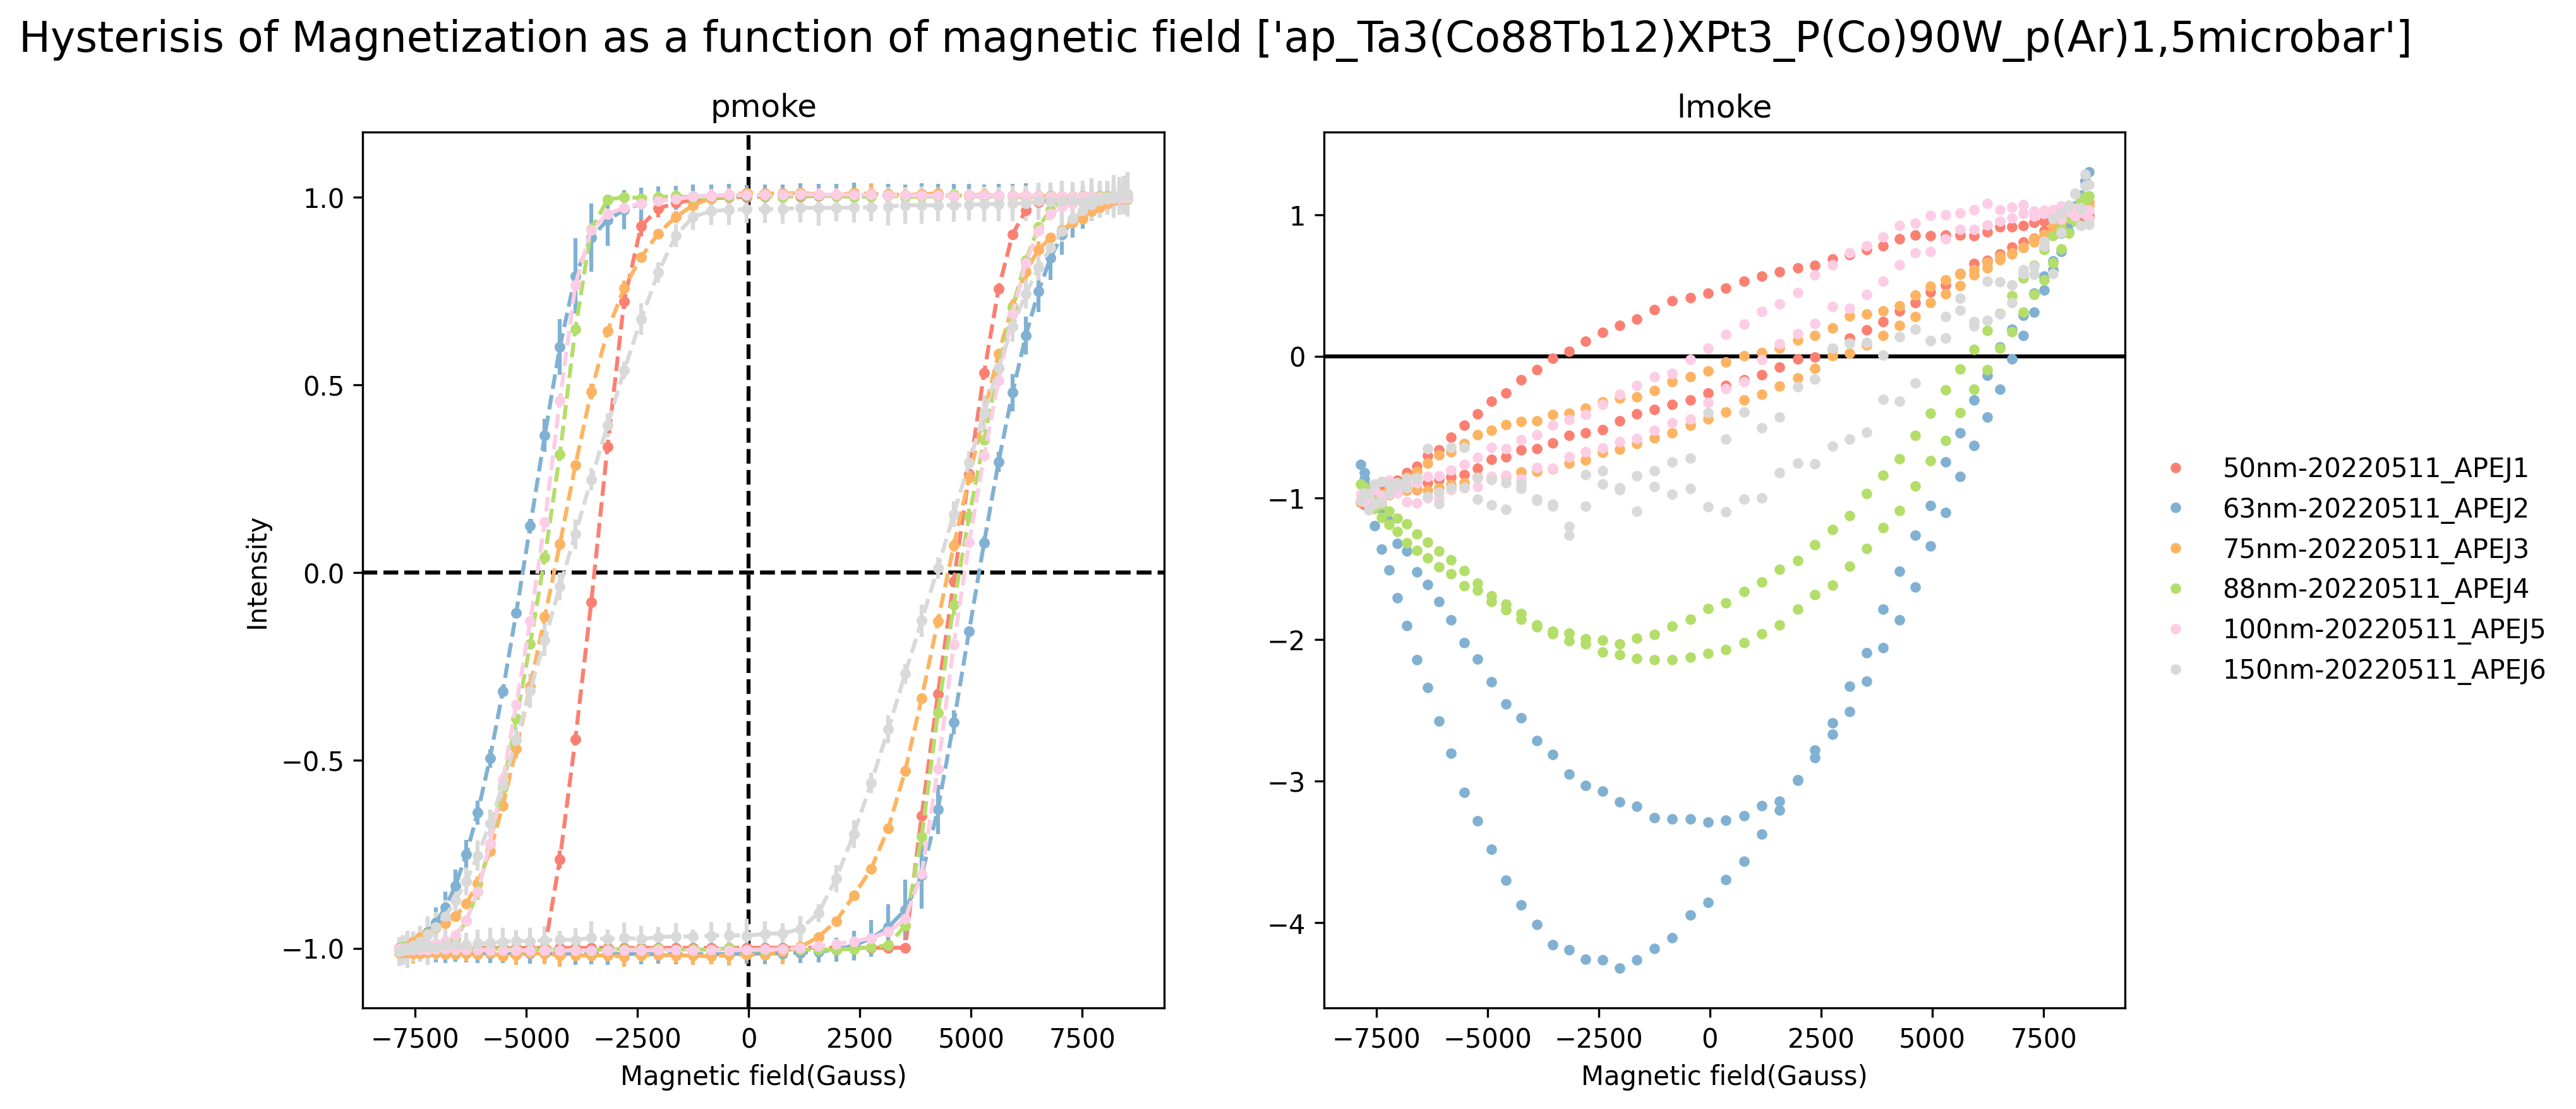 Hysterisis of Magnetization as a function of magnetic field ['ap_Ta3(Co88Tb12)XPt3_P(Co)90W_p(Ar)1,5microbar']
pmoke
1.0
0.5
0.0
−0.5
−1.0
Intensity
−7500 −5000 −2500 0 2500 5000 7500
Magnetic field(Gauss)
lmoke
1
0
−1
−2
−3
−4
−7500 −5000 −2500 0 2500 5000 7500
Magnetic field(Gauss)
50nm-20220511_APEJ1
63nm-20220511_APEJ2
75nm-20220511_APEJ3
88nm-20220511_APEJ4
100nm-20220511_APEJ5
150nm-20220511_APEJ6